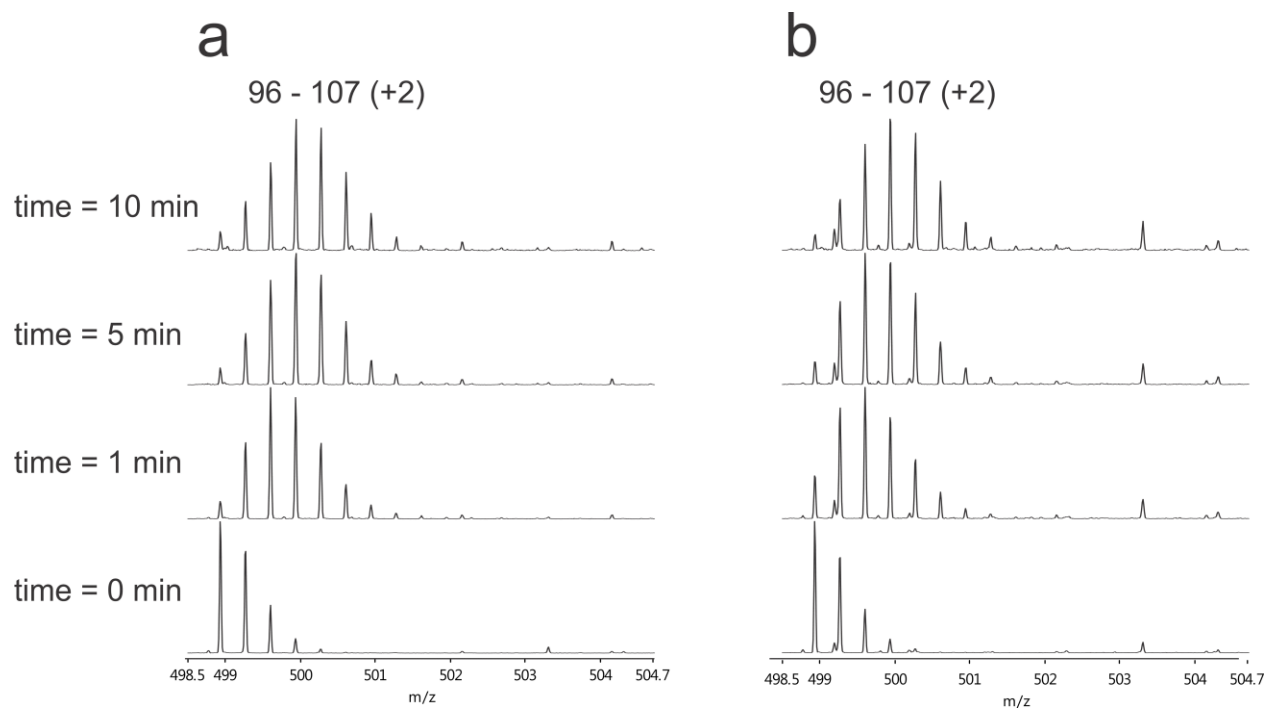 a
b
96 - 107 (+2)
96 - 107 (+2)
time = 10 min
time = 5 min
time = 1 min
time = 0 min
498.5 499 500 501 502 503 504 504.7
m/z
498.5 499 500 501 502 503 504 504.7
m/z